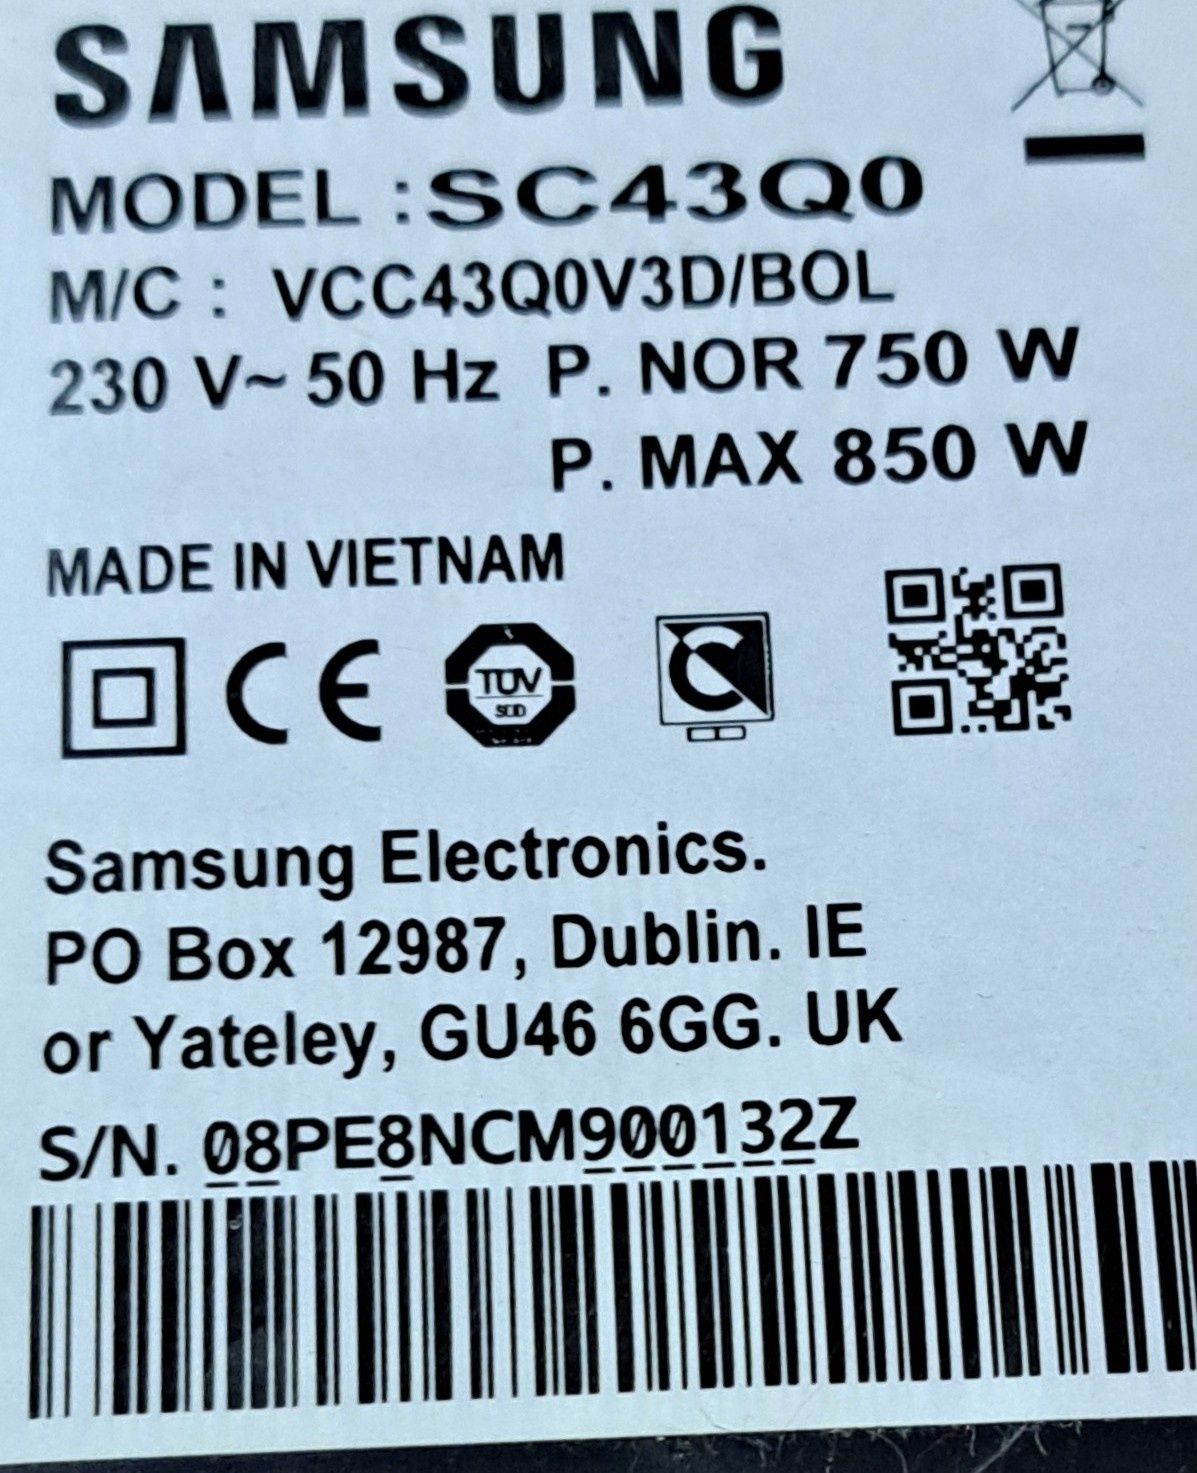 SAMSUNG
MODEL :SC43Q0
M/C : VCC43Q0V3D/BOL
230 V~ 50 Hz P. NOR 750 W
P. MAX 850 W
MADE IN VIETNAM
CE
TÜV
SÜD
C
Samsung Electronics.
PO Box 12987, Dublin. IE
or Yateley, GU46 6GG. UK
S/N. 08PE8NCM900132Z